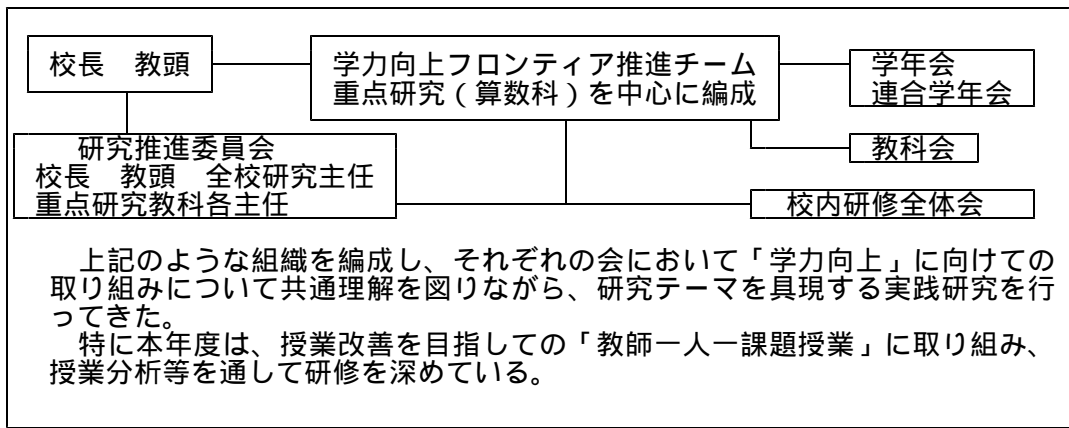 校長　教頭
学力向上フロンティア推進チーム
重点研究（算数科）を中心に編成
学年会
連合学年会
研究推進委員会
校長　教頭　全校研究主任
重点研究教科各主任
教科会
校内研修全体会
上記のような組織を編成し、それぞれの会において「学力向上」に向けての
取り組みについて共通理解を図りながら、研究テーマを具現する実践研究を行
ってきた。
特に本年度は、授業改善を目指しての「教師一人一課題授業」に取り組み、
授業分析等を通して研修を深めている。